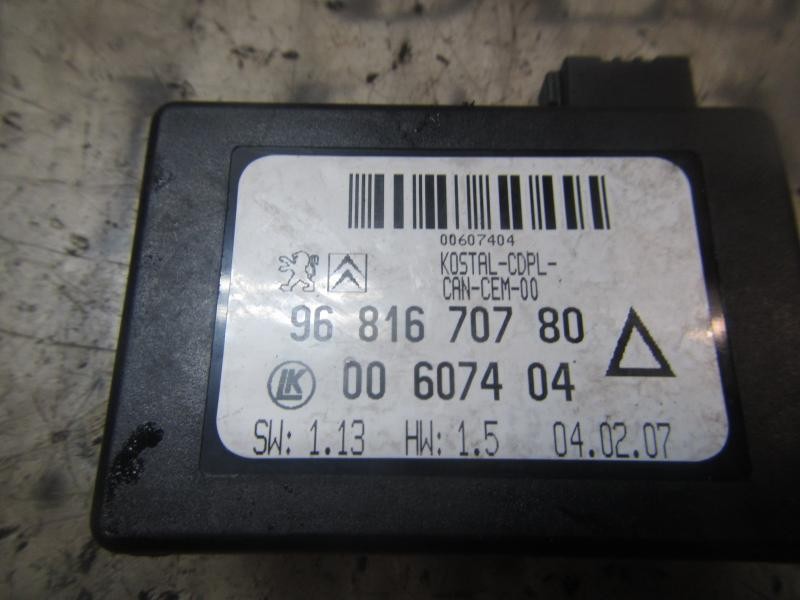 00607404
KOSTAL-CDPL-
CAN-CEM-00
96 816 707 80
LK 00 6074 04
SW: 1.13 HW: 1.5 04.02.07